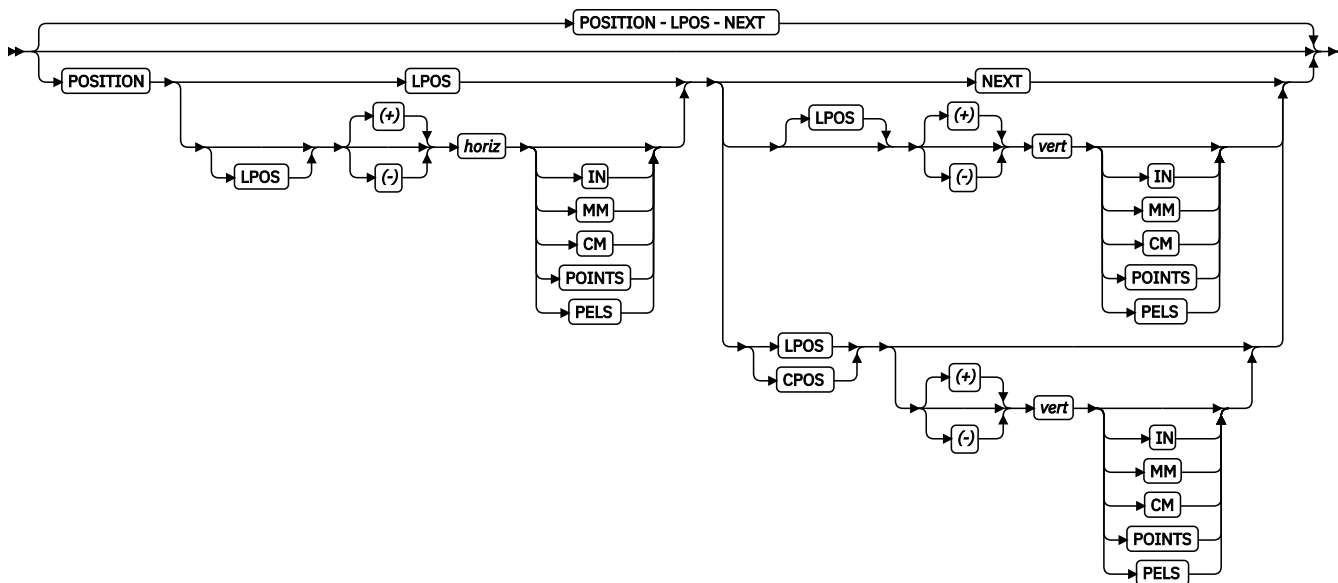 POSITION - LPOS - NEXT
POSITION LPOS NEXT
(+) LPOS (+)
horiz vert
LPOS (-) IN (-) IN
MM MM
CM CM
POINTS POINTS
PELS PELS
LPOS
CPOS (+)
vert
(-) IN
MM
CM
POINTS
PELS